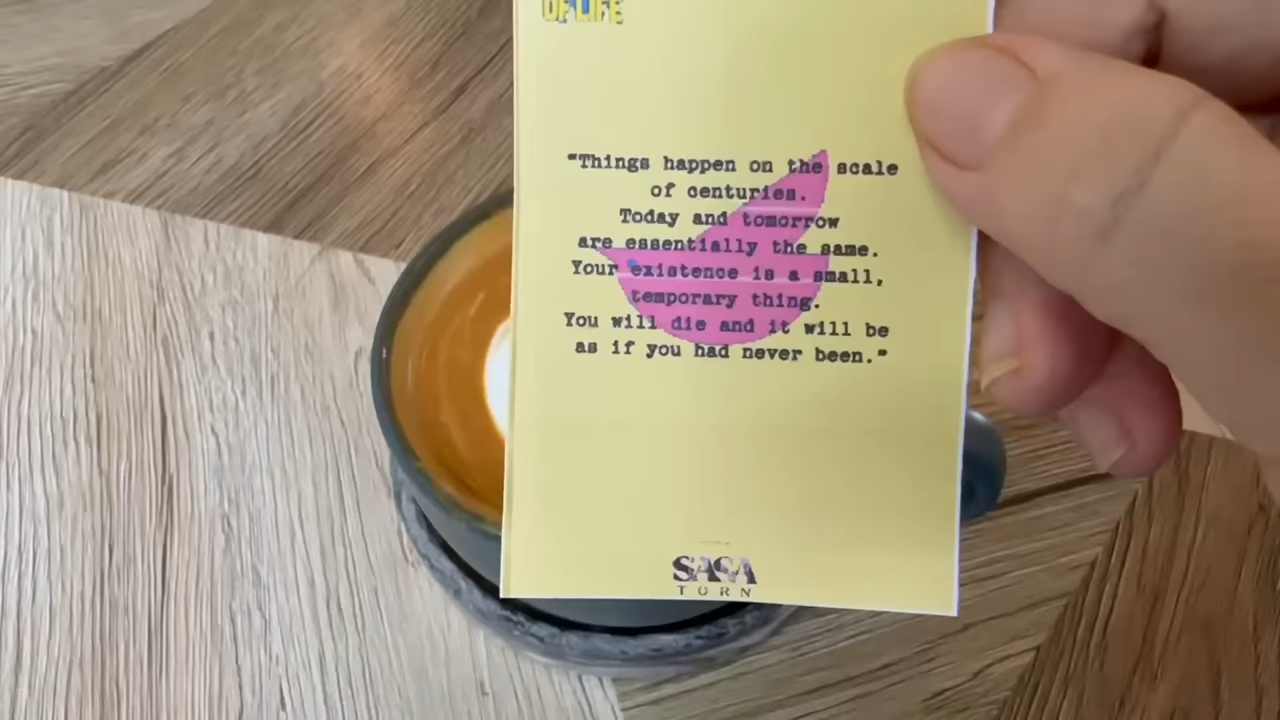 OF LIFE
"Things happen on the scale
of centuries.
Today and tomorrow
are essentially the same.
Your existence is a small,
temporary thing.
You will die and it will be
as if you had never been."
SASA
TORN